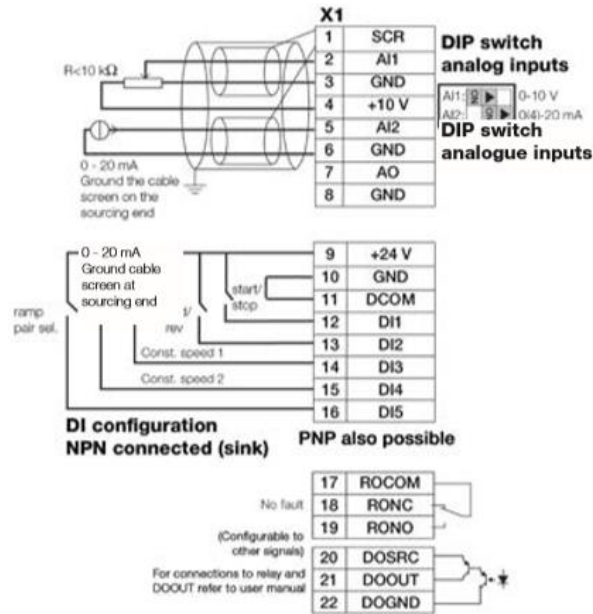 X1
1 SCR
2 AI1
3 GND
4 +10 V
5 AI2
6 GND
7 AO
8 GND
DIP switch
analog inputs
AI1: ON 0-10 V
AI2: ON 0(4)-20 mA
DIP switch
analogue inputs
R<10 kΩ
0 - 20 mA
Ground the cable
screen on the
sourcing end
9 +24 V
10 GND
11 DCOM
12 DI1
13 DI2
14 DI3
15 DI4
16 DI5
0 - 20 mA
Ground cable
screen at
sourcing end
start/
stop
rev
ramp
pair sel.
Const. speed 1
Const. speed 2
DI configuration
NPN connected (sink)
PNP also possible
17 ROCOM
18 RONC
19 RONO
No fault
(Configurable to
other signals)
20 DOSRC
21 DOOUT
22 DOGND
For connections to relay and
DOOUT refer to user manual